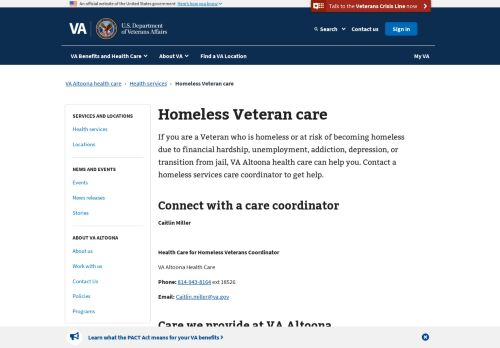 An official website of the United States government Here's how you know
Talk to the Veterans Crisis Line now
VA
U.S. Department
of Veterans Affairs
Search
Contact us
Sign in
VA Benefits and Health Care
About VA
Find a VA Location
My VA
VA Altoona health care › Health services › Homeless Veteran care
SERVICES AND LOCATIONS
Health services
Locations
NEWS AND EVENTS
Events
News releases
Stories
ABOUT VA ALTOONA
About us
Work with us
Contact Us
Policies
Programs
Homeless Veteran care
If you are a Veteran who is homeless or at risk of becoming homeless
due to financial hardship, unemployment, addiction, depression, or
transition from jail, VA Altoona health care can help you. Contact a
homeless services care coordinator to get help.
Connect with a care coordinator
Caitlin Miller
Health Care for Homeless Veterans Coordinator
VA Altoona Health Care
Phone: 814-943-8164 ext 18526
Email: Caitlin.miller@va.gov
Care we provide at VA Altoona
Learn what the PACT Act means for your VA benefits